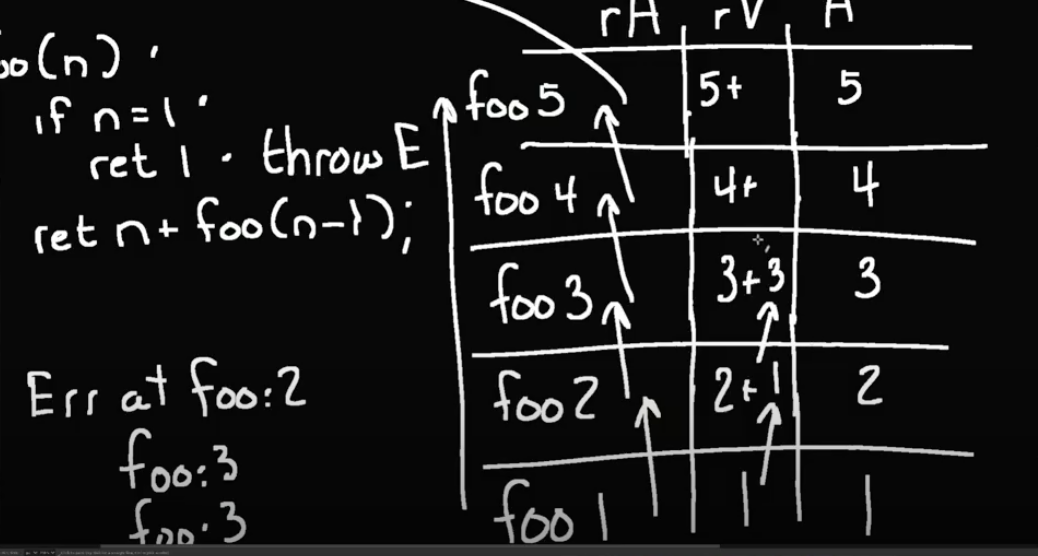 rA rV A
oo(n)
if n=1
ret 1 throw E
ret n+ foo(n-1);
foo 5 5+ 5
foo 4 4+ 4
foo 3 3+3 3
foo 2 2+1 2
foo 1 1 1
Err at foo:2
foo:3
foo:3